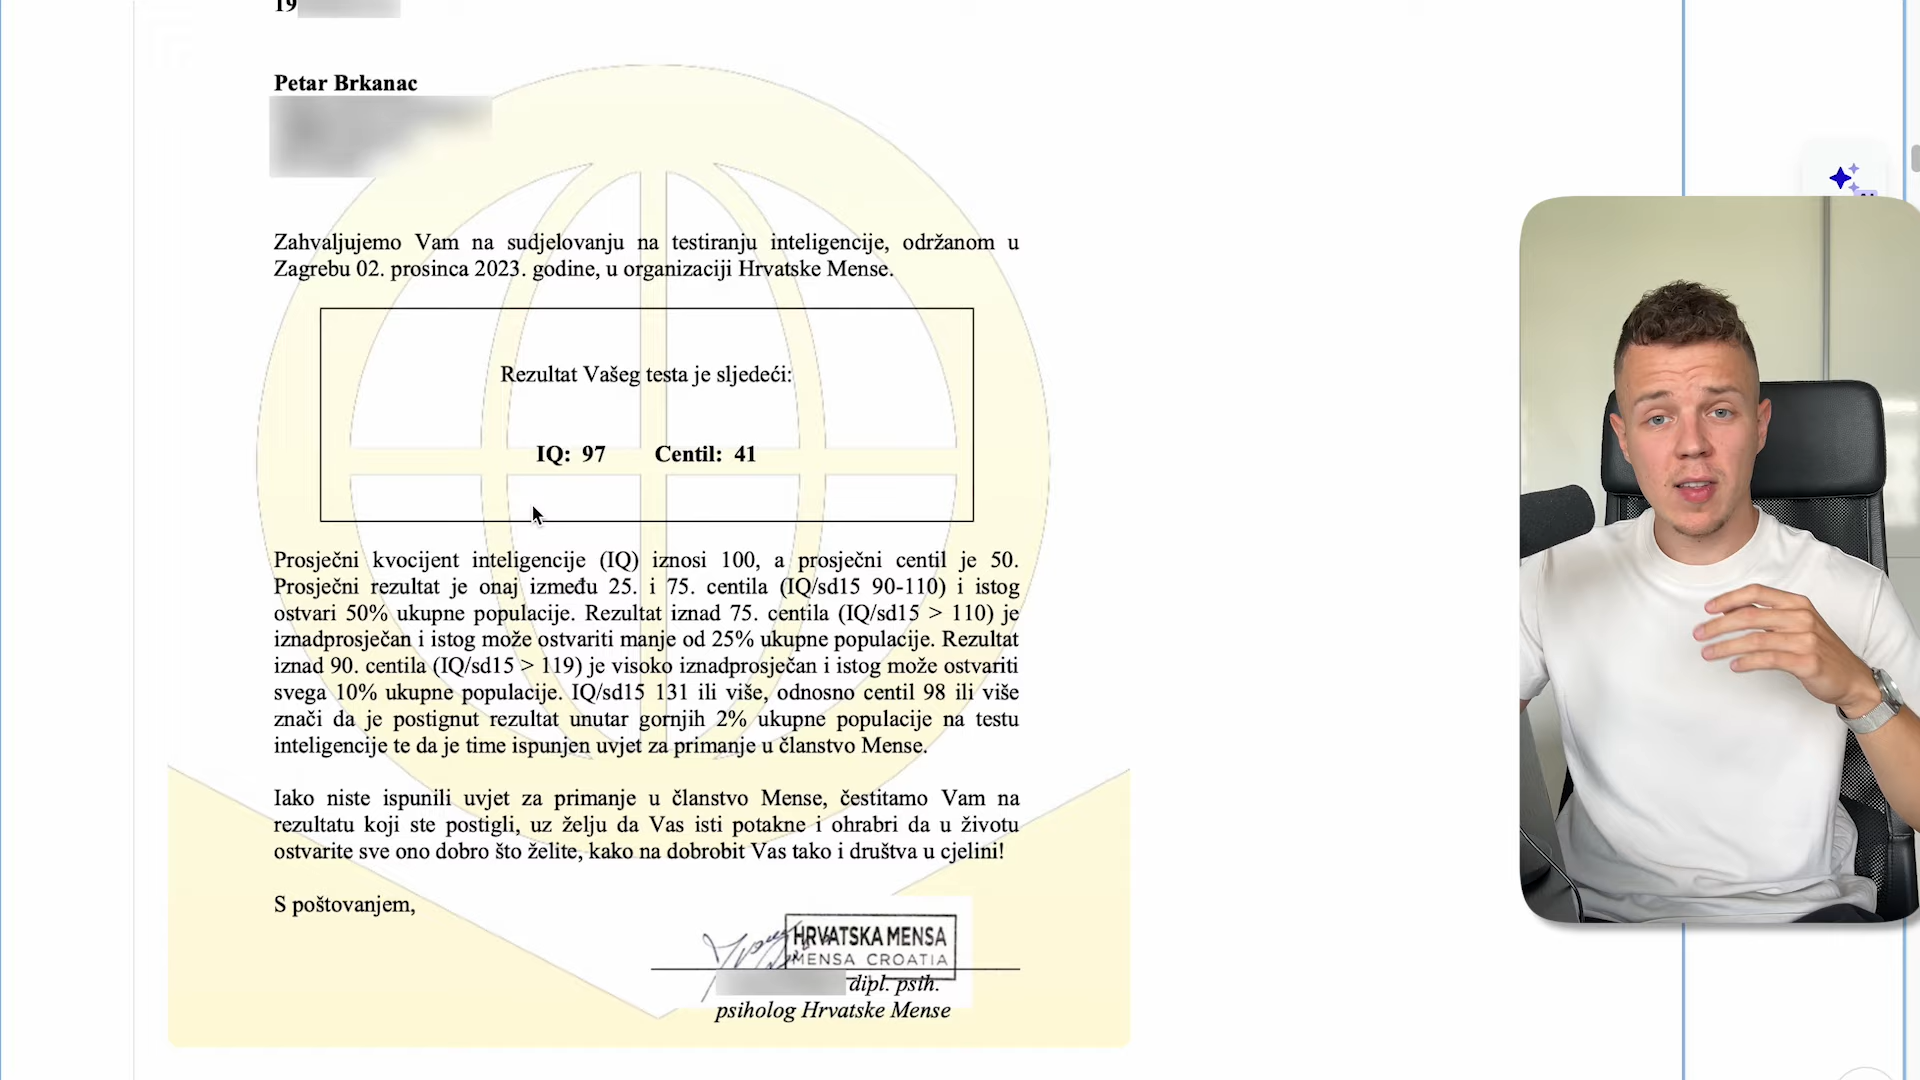 19
Petar Brkanac
Zahvaljujemo Vam na sudjelovanju na testiranju inteligencije, održanom u
Zagrebu 02. prosinca 2023. godine, u organizaciji Hrvatske Mense.
Rezultat Vašeg testa je sljedeći:
IQ: 97 Centil: 41
Prosječni kvocijent inteligencije (IQ) iznosi 100, a prosječni centil je 50.
Prosječni rezultat je onaj između 25. i 75. centila (IQ/sd15 90-110) i istog
ostvari 50% ukupne populacije. Rezultat iznad 75. centila (IQ/sd15 > 110) je
iznadprosječan i istog može ostvariti manje od 25% ukupne populacije. Rezultat
iznad 90. centila (IQ/sd15 > 119) je visoko iznadprosječan i istog može ostvariti
svega 10% ukupne populacije. IQ/sd15 131 ili više, odnosno centil 98 ili više
znači da je postignut rezultat unutar gornjih 2% ukupne populacije na testu
inteligencije te da je time ispunjen uvjet za primanje u članstvo Mense.
Iako niste ispunili uvjet za primanje u članstvo Mense, čestitamo Vam na
rezultatu koji ste postigli, uz želju da Vas isti potakne i ohrabri da u životu
ostvarite sve ono dobro što želite, kako na dobrobit Vas tako i društva u cjelini!
S poštovanjem,
HRVATSKA MENSA
MENSA CROATIA
dipl. psih.
psiholog Hrvatske Mense